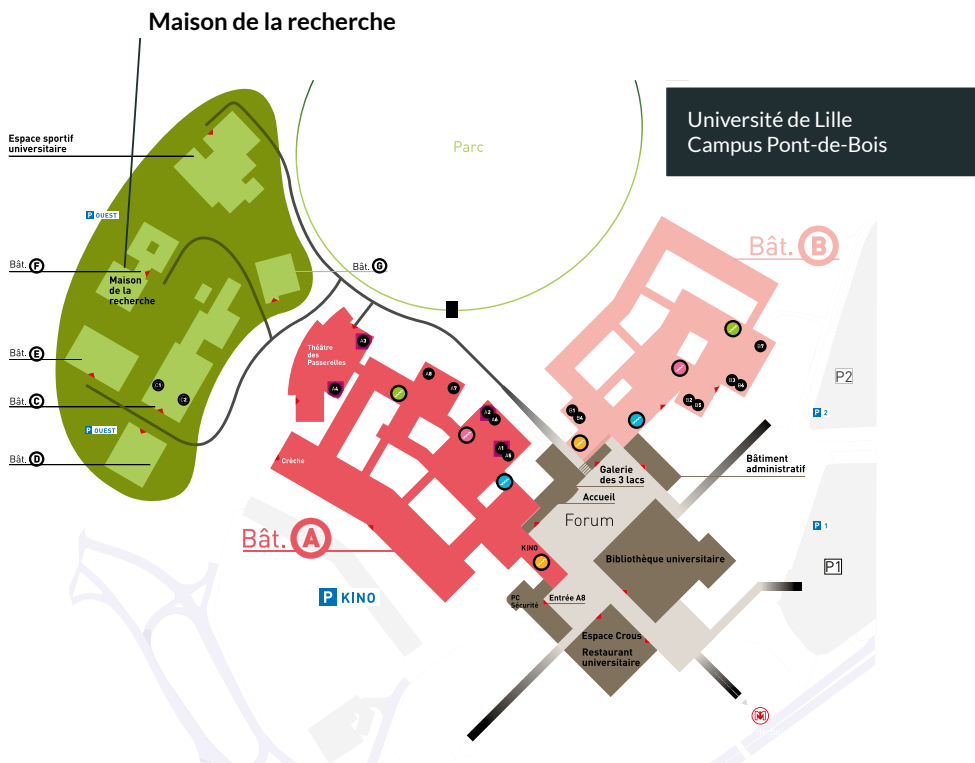 Maison de la recherche
Université de Lille
Campus Pont-de-Bois
Parc
Espace sportif
universitaire
P OUEST
Bât. B
Bât. F
Bât. G
Maison
de la
recherche
Théâtre
des
Passerelles
A3
A4
A8
A7
A2
A6
A1
A5
B7
B3
B6
B2
B5
B1
B4
Bât. E
C1
C2
Bât. C
P OUEST
Bât. D
Crèche
P2
P 2
Galerie
des 3 lacs
Bâtiment
administratif
Accueil
Forum
Bât. A
KINO
P 1
P1
Bibliothèque universitaire
P KINO
PC
Sécurité
Entrée A8
Espace Crous
Restaurant
universitaire
M